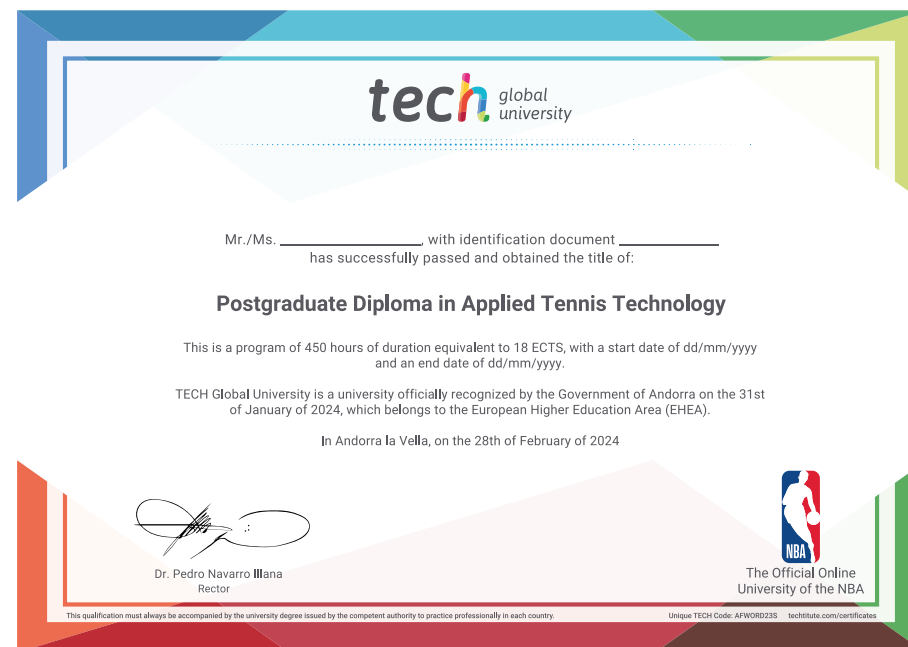 tech global
university
Mr./Ms. ____________________, with identification document ______________
has successfully passed and obtained the title of:
Postgraduate Diploma in Applied Tennis Technology
This is a program of 450 hours of duration equivalent to 18 ECTS, with a start date of dd/mm/yyyy
and an end date of dd/mm/yyyy.
TECH Global University is a university officially recognized by the Government of Andorra on the 31st
of January of 2024, which belongs to the European Higher Education Area (EHEA).
In Andorra la Vella, on the 28th of February of 2024
Dr. Pedro Navarro Illana
Rector
NBA
The Official Online
University of the NBA
This qualification must always be accompanied by the university degree issued by the competent authority to practice professionally in each country.
Unique TECH Code: AFWORD23S techtitute.com/certificates